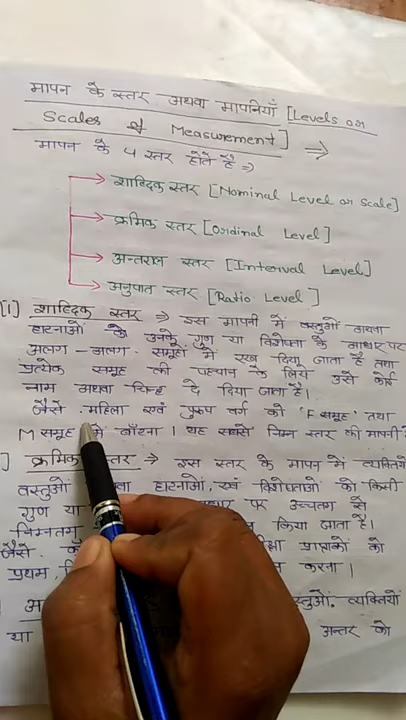 मापन के स्तर अथवा मापनियाँ [Levels or
Scales of Measurement] ⇒
मापन के 4 स्तर होते हैं ⇒
शाब्दिक स्तर [Nominal Level or Scale]
क्रमिक स्तर [Ordinal Level]
अन्तराल स्तर [Interval Level]
अनुपात स्तर [Ratio Level]
[1] शाब्दिक स्तर ⇒ इस मापनी में वस्तुओं अथवा
घटनाओं को उनके गुण या विशेषता के आधार पर
अलग-अलग समूहों में रख दिया जाता है तथा
प्रत्येक समूह की पहचान के लिये उसे कोई
नाम अथवा चिन्ह दे दिया जाता है।
जैसे - महिला एवं पुरुष वर्ग को 'F समूह' तथा
M समूह में बाँटना। यह सबसे निम्न स्तर की मापनी है
] क्रमिक स्तर → इस स्तर के मापन में व्यक्तियों
वस्तुओं घटनाओं एवं विशेषताओं को किसी
गुण या पर उच्चतम से
निम्नतम किया जाता है।
जैसे प्राप्तांकों को
प्रथम, करना।
वस्तुओं, व्यक्तियों
या अन्तर को